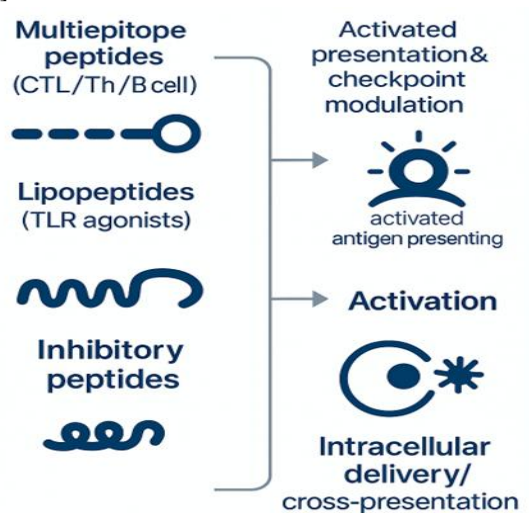 Multiepitope
peptides
(CTL/Th/B cell)
Lipopeptides
(TLR agonists)
Inhibitory
peptides
Activated
presentation &
checkpoint
modulation
activated
antigen presenting
Activation
Intracellular
delivery/
cross-presentation